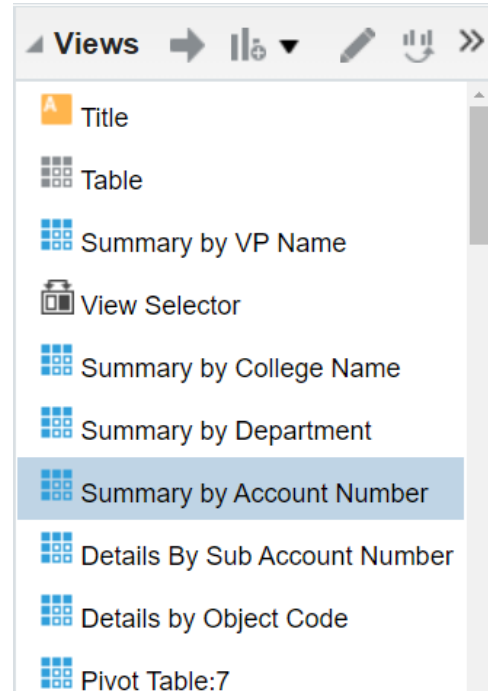 Views
Title
Table
Summary by VP Name
View Selector
Summary by College Name
Summary by Department
Summary by Account Number
Details By Sub Account Number
Details by Object Code
Pivot Table:7